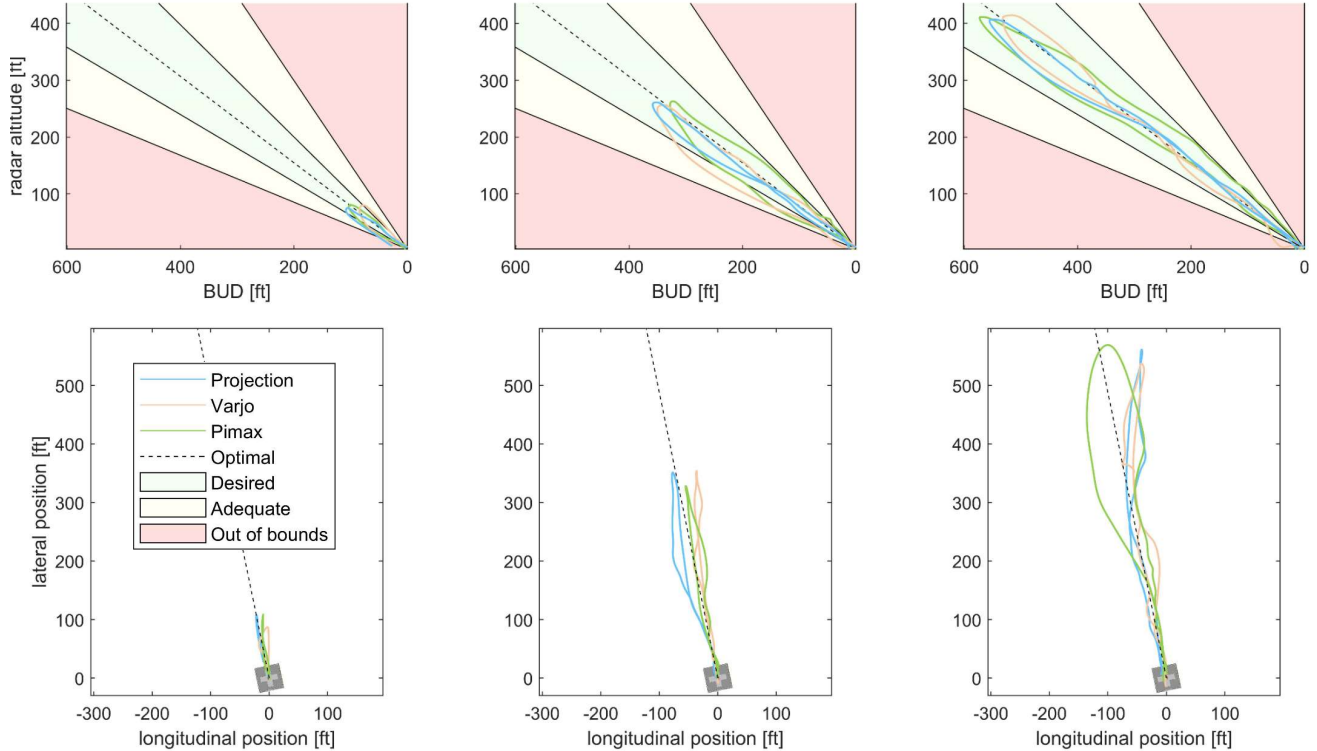 400
300
200
100
radar altitude [ft]
600 400 200 0
BUD [ft]
400
300
200
100
600 400 200 0
BUD [ft]
400
300
200
100
600 400 200 0
BUD [ft]
500
400
300
200
100
0
lateral position [ft]
Projection
Varjo
Pimax
Optimal
Desired
Adequate
Out of bounds
-300 -200 -100 0 100
longitudinal position [ft]
500
400
300
200
100
0
-300 -200 -100 0 100
longitudinal position [ft]
500
400
300
200
100
0
-300 -200 -100 0 100
longitudinal position [ft]